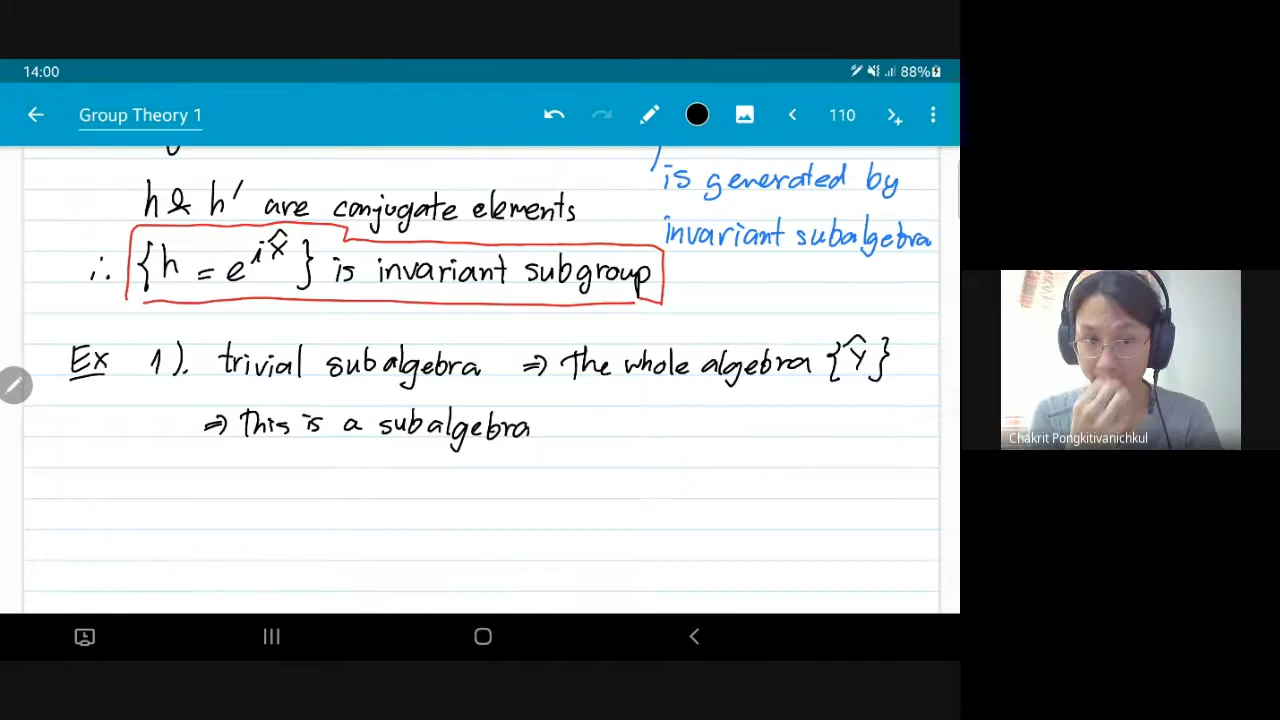 14:00
88%
Group Theory 1
110
is generated by
h & h' are conjugate elements
invariant subalgebra
∴ {h = e^{iX̂}} is invariant subgroup
Ex 1). trivial subalgebra ⇒ The whole algebra {Ŷ}
⇒ This is a subalgebra
Chakrit Pongkitivanichkul